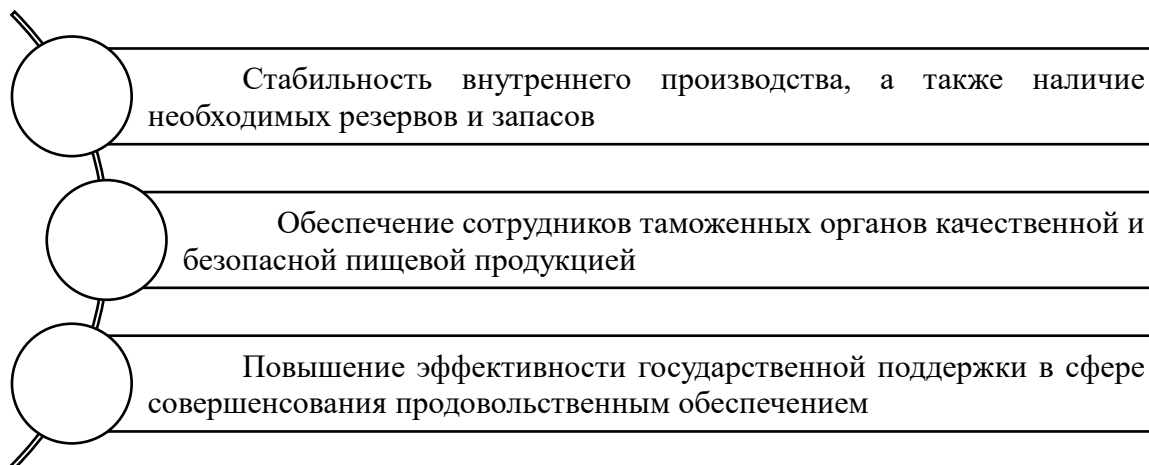 Стабильность внутреннего производства, а также наличие
необходимых резервов и запасов
Обеспечение сотрудников таможенных органов качественной и
безопасной пищевой продукцией
Повышение эффективности государственной поддержки в сфере
совершенсования продовольственным обеспечением